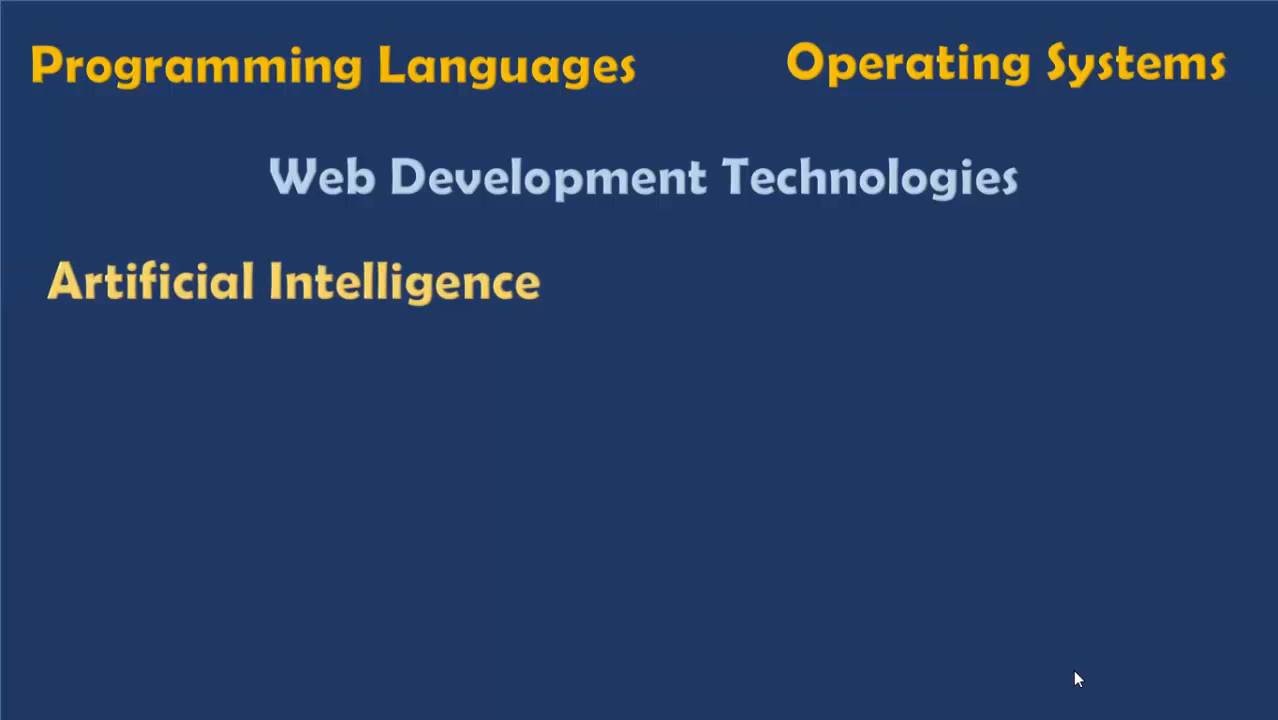 Programming Languages
Operating Systems
Web Development Technologies
Artificial Intelligence